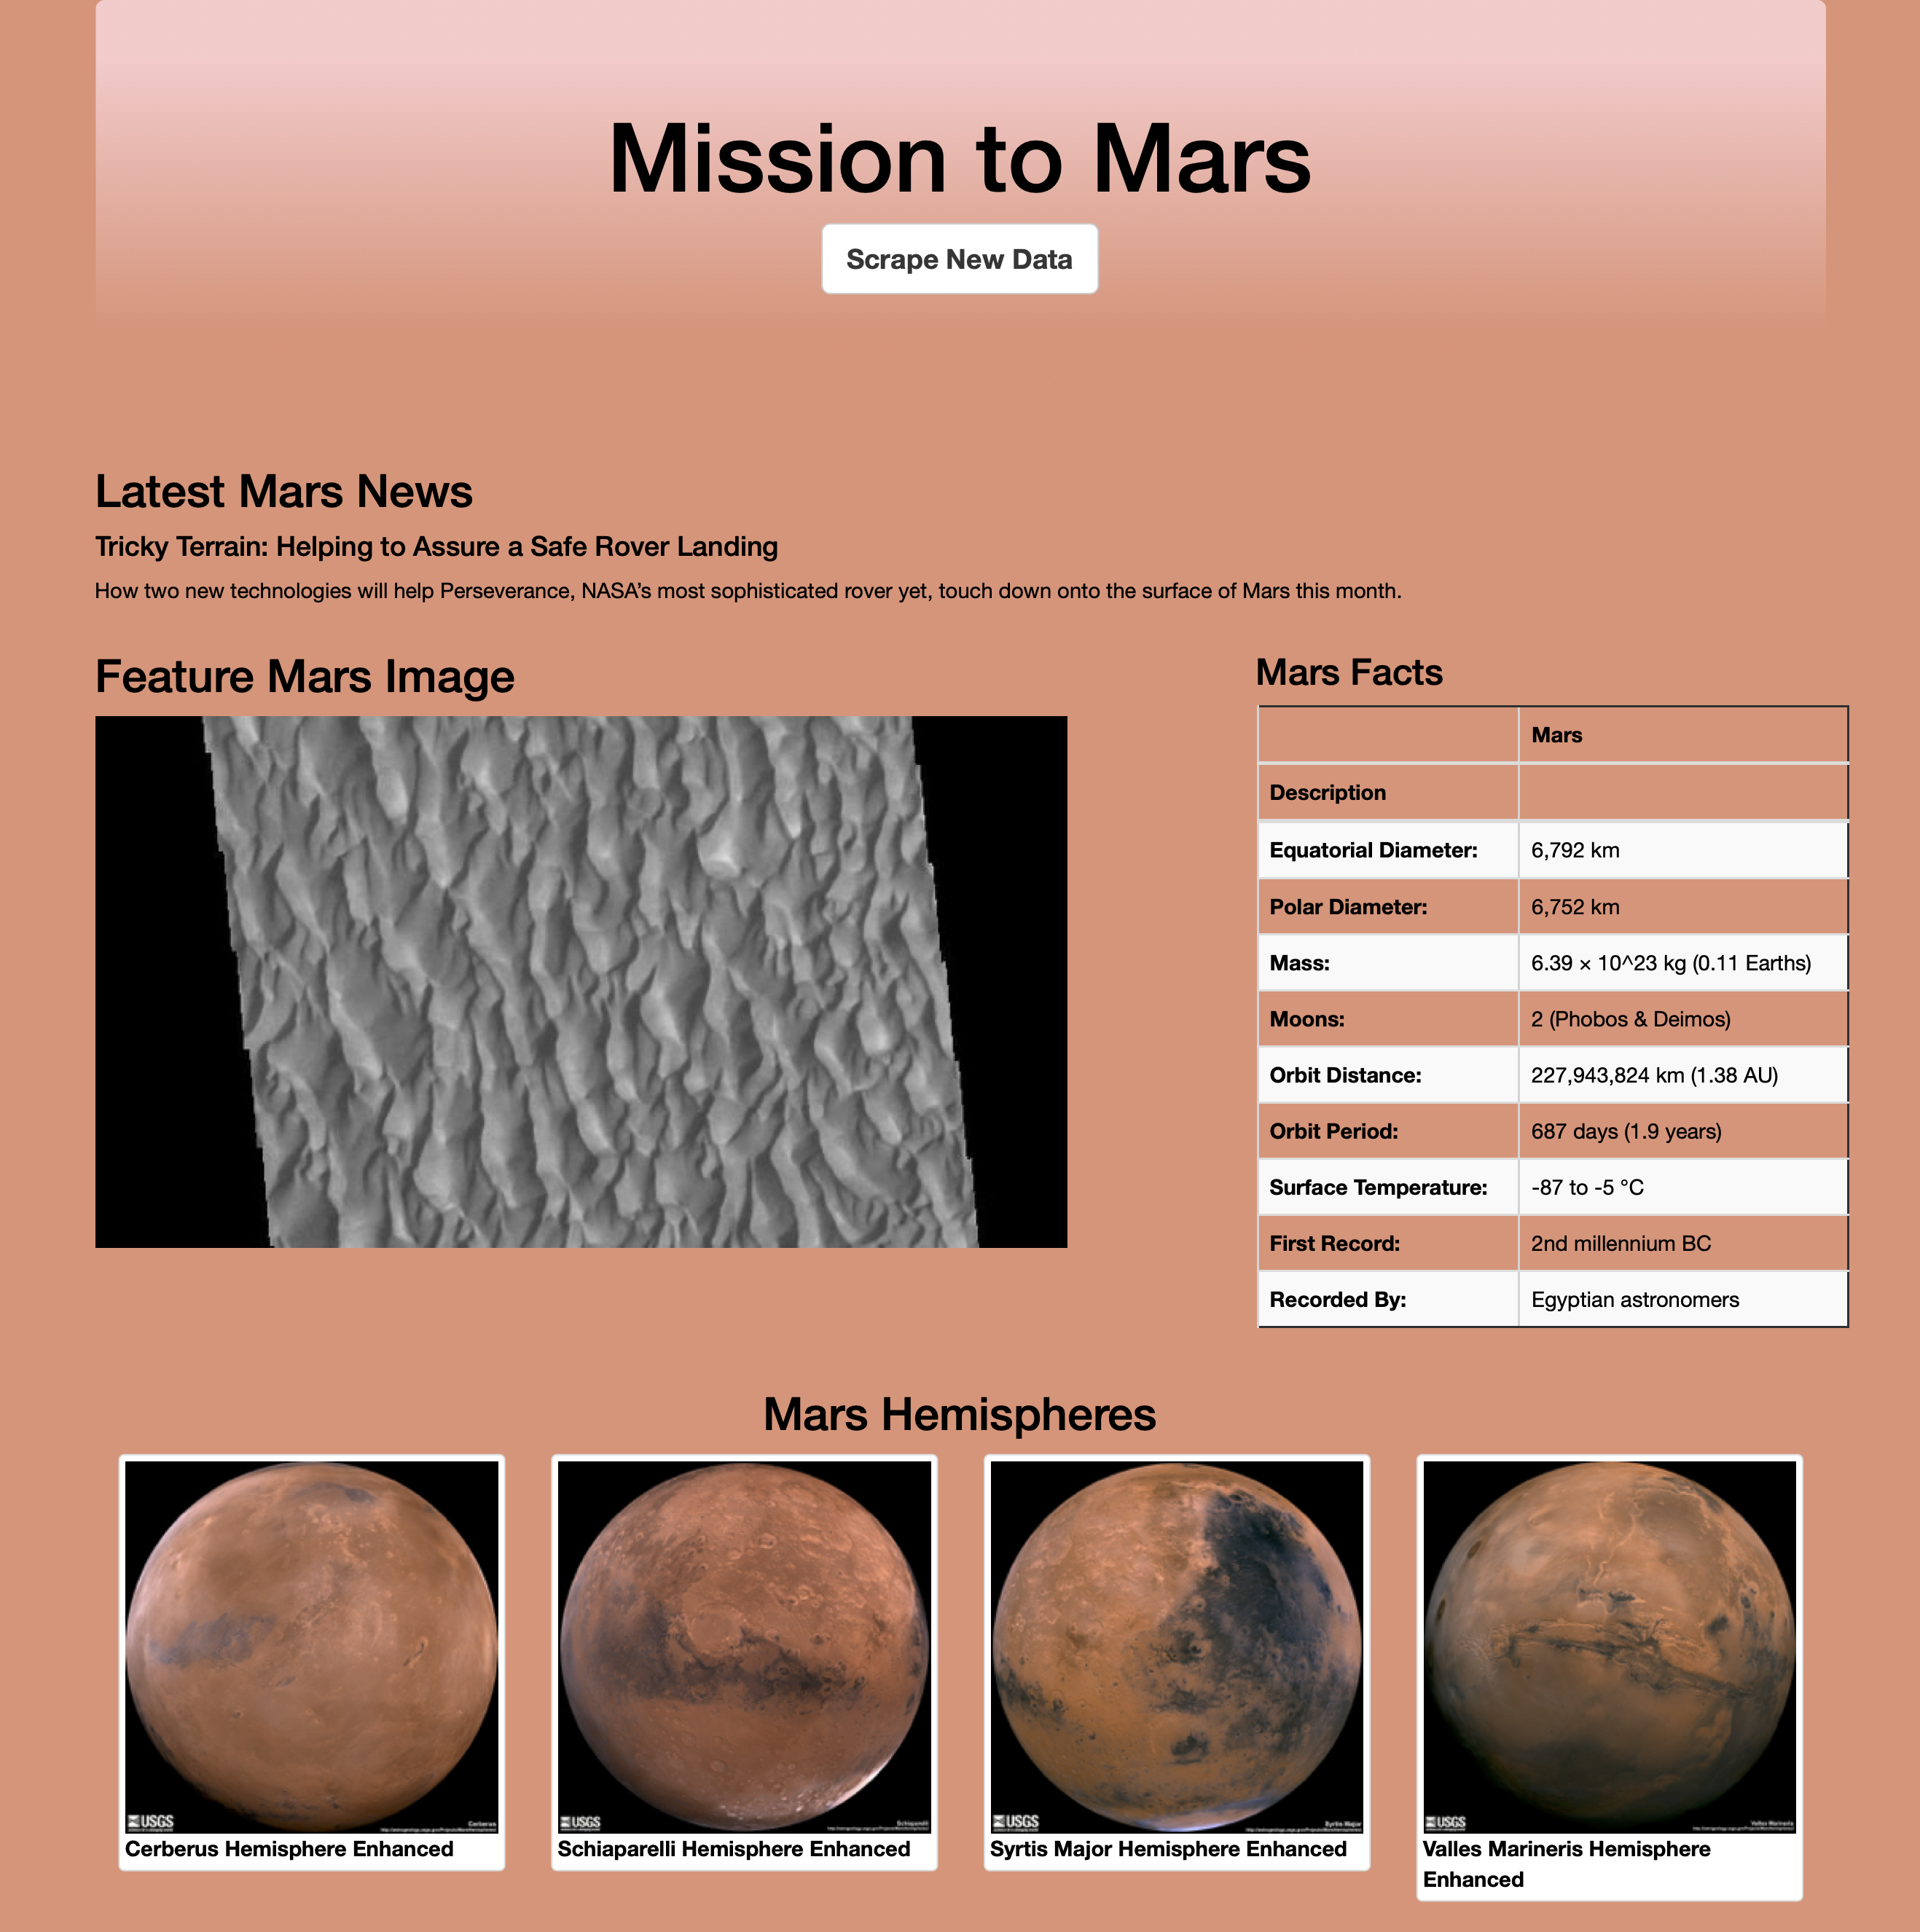 Mission to Mars
Scrape New Data
Latest Mars News
Tricky Terrain: Helping to Assure a Safe Rover Landing
How two new technologies will help Perseverance, NASA’s most sophisticated rover yet, touch down onto the surface of Mars this month.
Feature Mars Image
Mars Facts
Mars
Description
Equatorial Diameter: 6,792 km
Polar Diameter: 6,752 km
Mass: 6.39 × 10^23 kg (0.11 Earths)
Moons: 2 (Phobos & Deimos)
Orbit Distance: 227,943,824 km (1.38 AU)
Orbit Period: 687 days (1.9 years)
Surface Temperature: -87 to -5 °C
First Record: 2nd millennium BC
Recorded By: Egyptian astronomers
Mars Hemispheres
USGS
Cerberus
Cerberus Hemisphere Enhanced
USGS
Schiaparelli
Schiaparelli Hemisphere Enhanced
USGS
Syrtis Major
Syrtis Major Hemisphere Enhanced
USGS
Valles Marineris
Valles Marineris Hemisphere
Enhanced